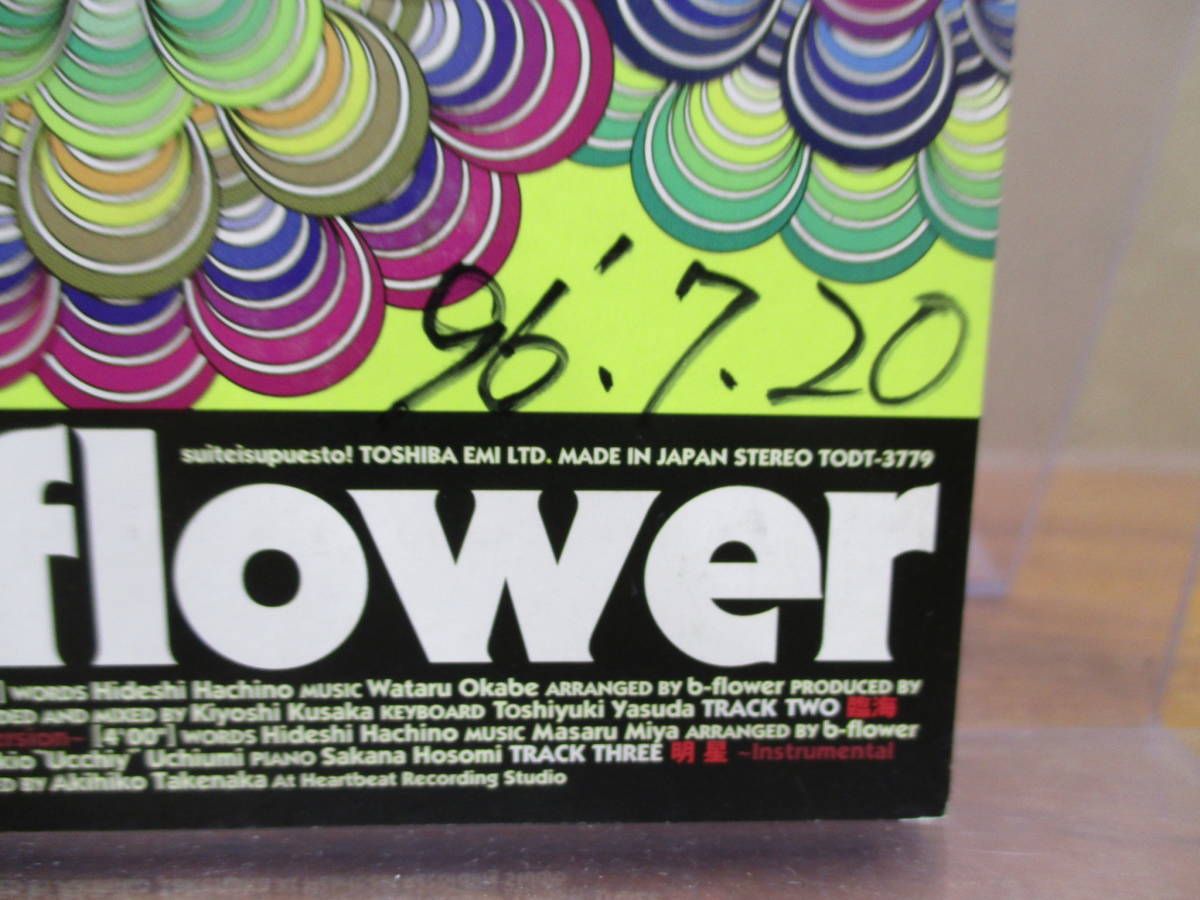 96'.7.20
suiteisupuesto! TOSHIBA EMI LTD. MADE IN JAPAN STEREO TODT-3779
flower
] WORDS Hideshi Hachino MUSIC Wataru Okabe ARRANGED BY b-flower PRODUCED BY
DED AND MIXED BY Kiyoshi Kusaka KEYBOARD Toshiyuki Yasuda TRACK TWO 臨海
ersion~ [4'00"] WORDS Hideshi Hachino MUSIC Masaru Miya ARRANGED BY b-flower
kio "Ucchiy" Uchiumi PIANO Sakana Hosomi TRACK THREE 明星 ~Instrumental
ED BY Akihiko Takenaka At Heartbeat Recording Studio